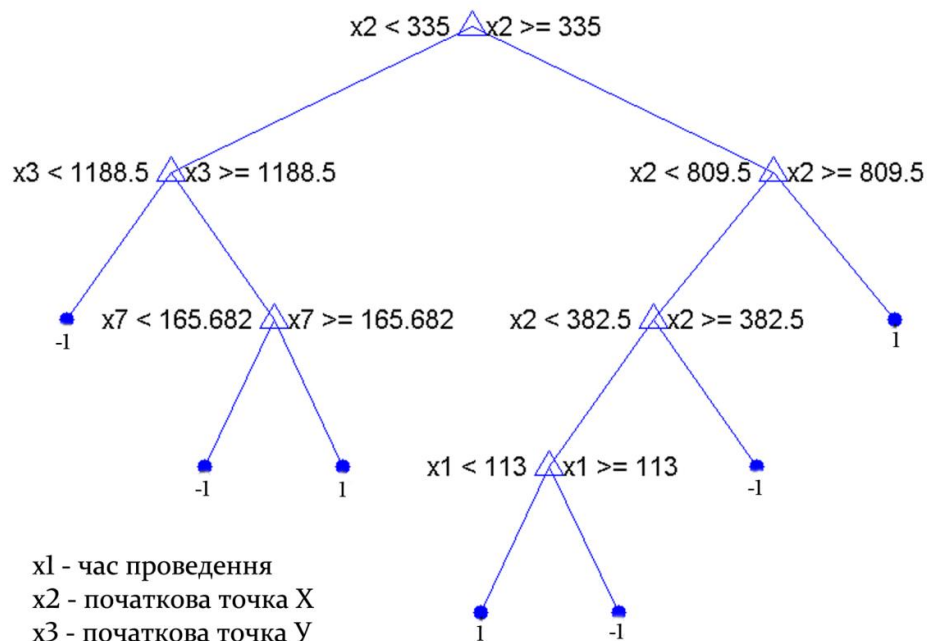 x2 < 335 x2 >= 335
x3 < 1188.5 x3 >= 1188.5 x2 < 809.5 x2 >= 809.5
-1 x7 < 165.682 x7 >= 165.682 x2 < 382.5 x2 >= 382.5 1
-1 1 x1 < 113 x1 >= 113 -1
x1 - час проведення
x2 - початкова точка X
x3 - початкова точка У
1 -1